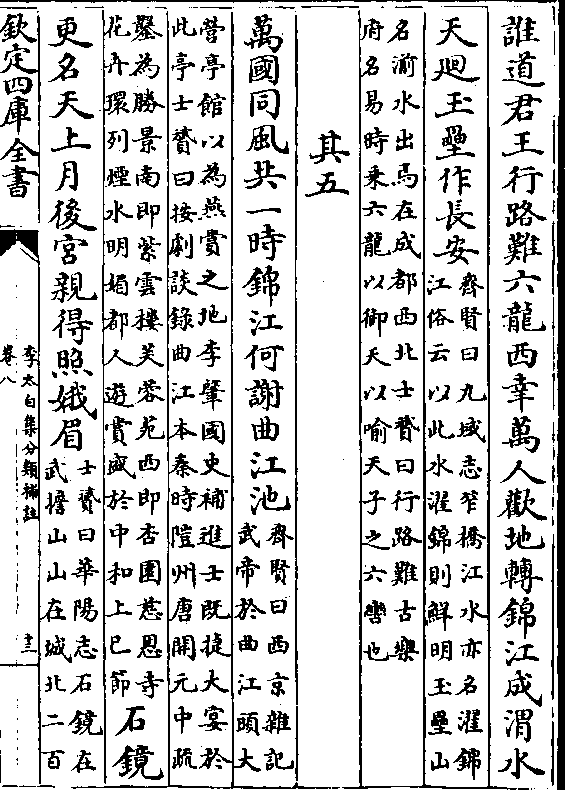 誰道君王行路難六龍西幸萬人歡地轉錦江成渭水
天廻玉壘作長安
齊賢曰九域志笮橋江水亦名濯錦
江俗云以此水濯錦則鮮明玉壘山
名湔水出焉在成都西北士贇曰行路難古樂
府名易時乗六龍以御天以喻天子之六轡也
其五
萬國同風共一時錦江何謝曲江池
齊賢曰西京雜記
武帝於曲江頭大
營亭館以為燕賞之地李肇國史補進士既捷大宴於
此亭士贇曰按劇談錄曲江本秦時隑州唐開元中疏
鑿為勝景南即紫雲樓芙蓉苑西即杏園慈恩寺
花卉環列煙水明媚都人遊賞盛於中和上巳節
石鏡
更名天上月後宮親得照娥眉
士贇曰華陽志石鏡在
武擔山山在城北二百
欽定四庫全書
李太白集分類補註
卷八